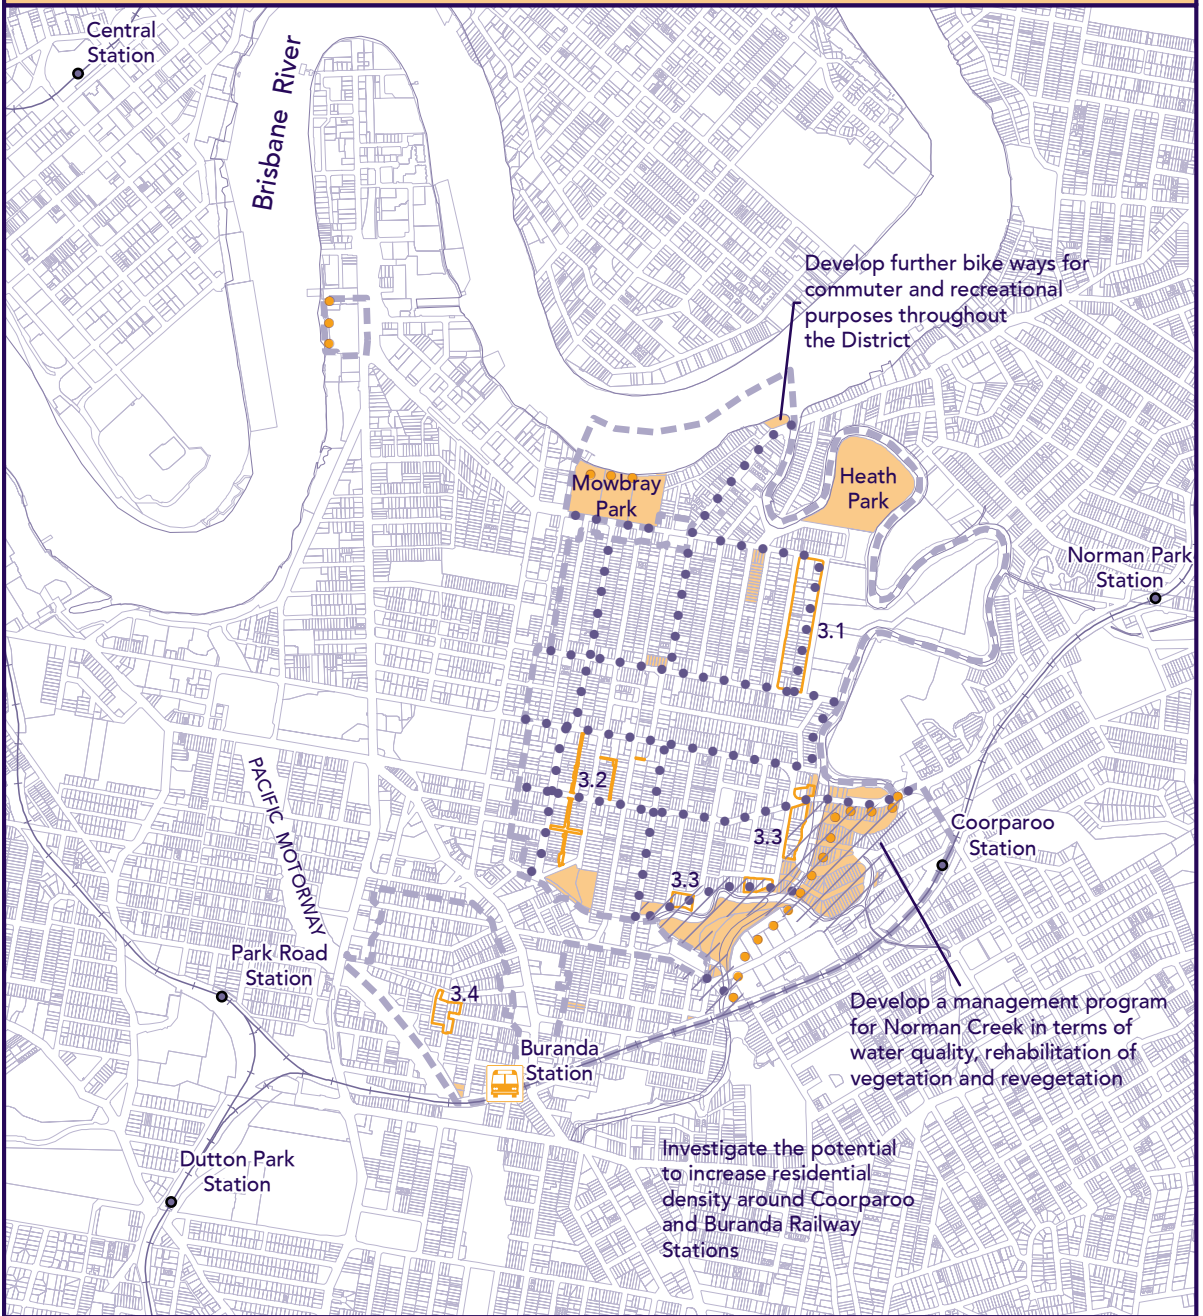 Central
Station
Brisbane River
Develop further bike ways for
commuter and recreational
purposes throughout
the District
Mowbray
Park
Heath
Park
Norman Park
Station
3.1
PACIFIC MOTORWAY
3.2
3.3
Coorparoo
Station
3.3
Park Road
Station
3.4
Develop a management program
for Norman Creek in terms of
water quality, rehabilitation of
vegetation and revegetation
Buranda
Station
Investigate the potential
to increase residential
density around Coorparoo
and Buranda Railway
Stations
Dutton Park
Station